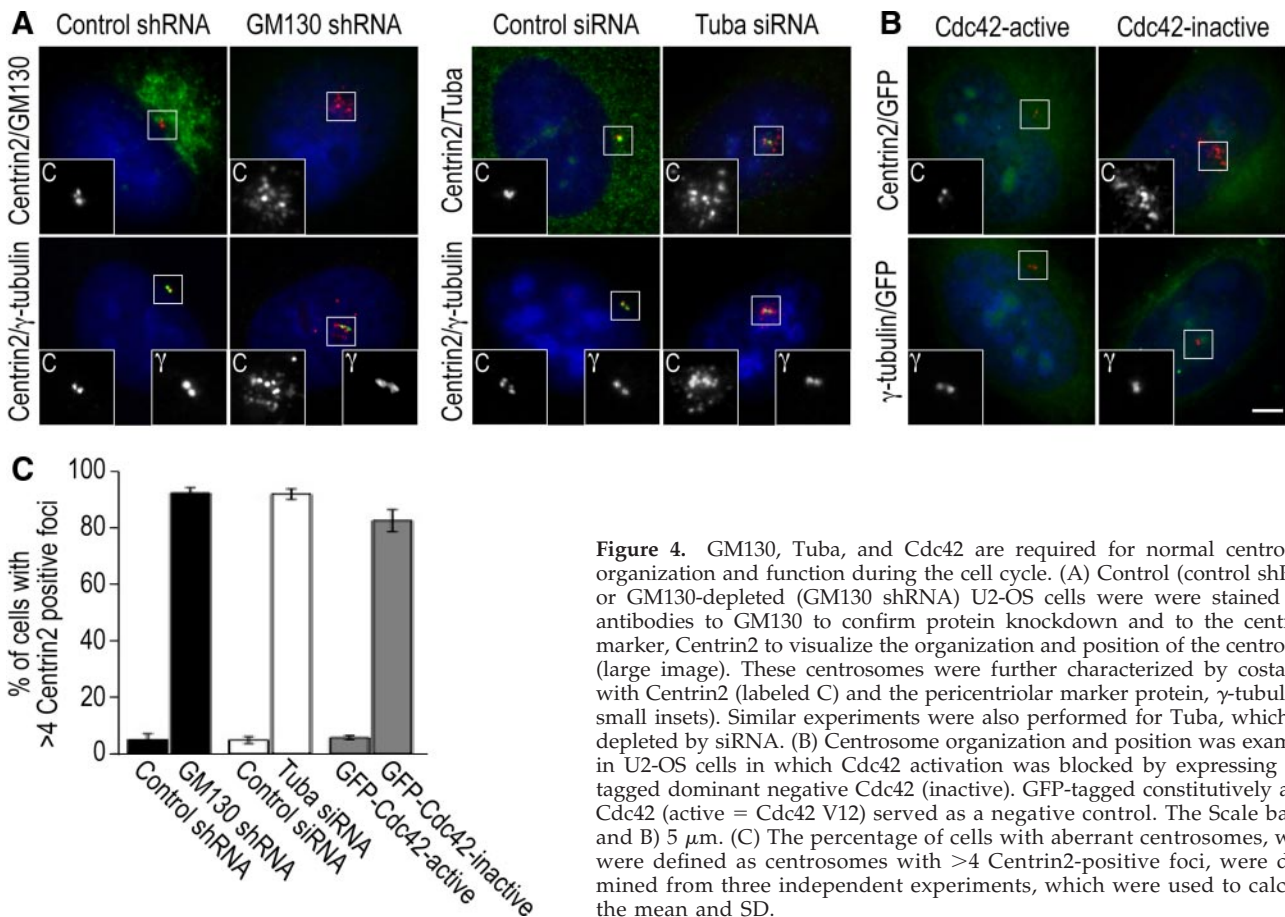 A
Control shRNA
GM130 shRNA
Control siRNA
Tuba siRNA
B
Cdc42-active
Cdc42-inactive
Centrin2/GM130
C
C
Centrin2/Tuba
C
C
Centrin2/GFP
C
C
Centrin2/γ-tubulin
C
γ
C
γ
Centrin2/γ-tubulin
C
γ
C
γ
γ-tubulin/GFP
γ
γ
C
% of cells with
>4 Centrin2 positive foci
100
80
60
40
20
0
Control shRNA
GM130 shRNA
Control siRNA
Tuba siRNA
GFP-Cdc42-active
GFP-Cdc42-inactive
Figure 4. GM130, Tuba, and Cdc42 are required for normal centro
organization and function during the cell cycle. (A) Control (control shR
or GM130-depleted (GM130 shRNA) U2-OS cells were were stained
antibodies to GM130 to confirm protein knockdown and to the centri
marker, Centrin2 to visualize the organization and position of the centro
(large image). These centrosomes were further characterized by costa
with Centrin2 (labeled C) and the pericentriolar marker protein, γ-tubul
small insets). Similar experiments were also performed for Tuba, which
depleted by siRNA. (B) Centrosome organization and position was exam
in U2-OS cells in which Cdc42 activation was blocked by expressing
tagged dominant negative Cdc42 (inactive). GFP-tagged constitutively a
Cdc42 (active = Cdc42 V12) served as a negative control. The Scale ba
and B) 5 μm. (C) The percentage of cells with aberrant centrosomes, w
were defined as centrosomes with >4 Centrin2-positive foci, were d
mined from three independent experiments, which were used to calc
the mean and SD.